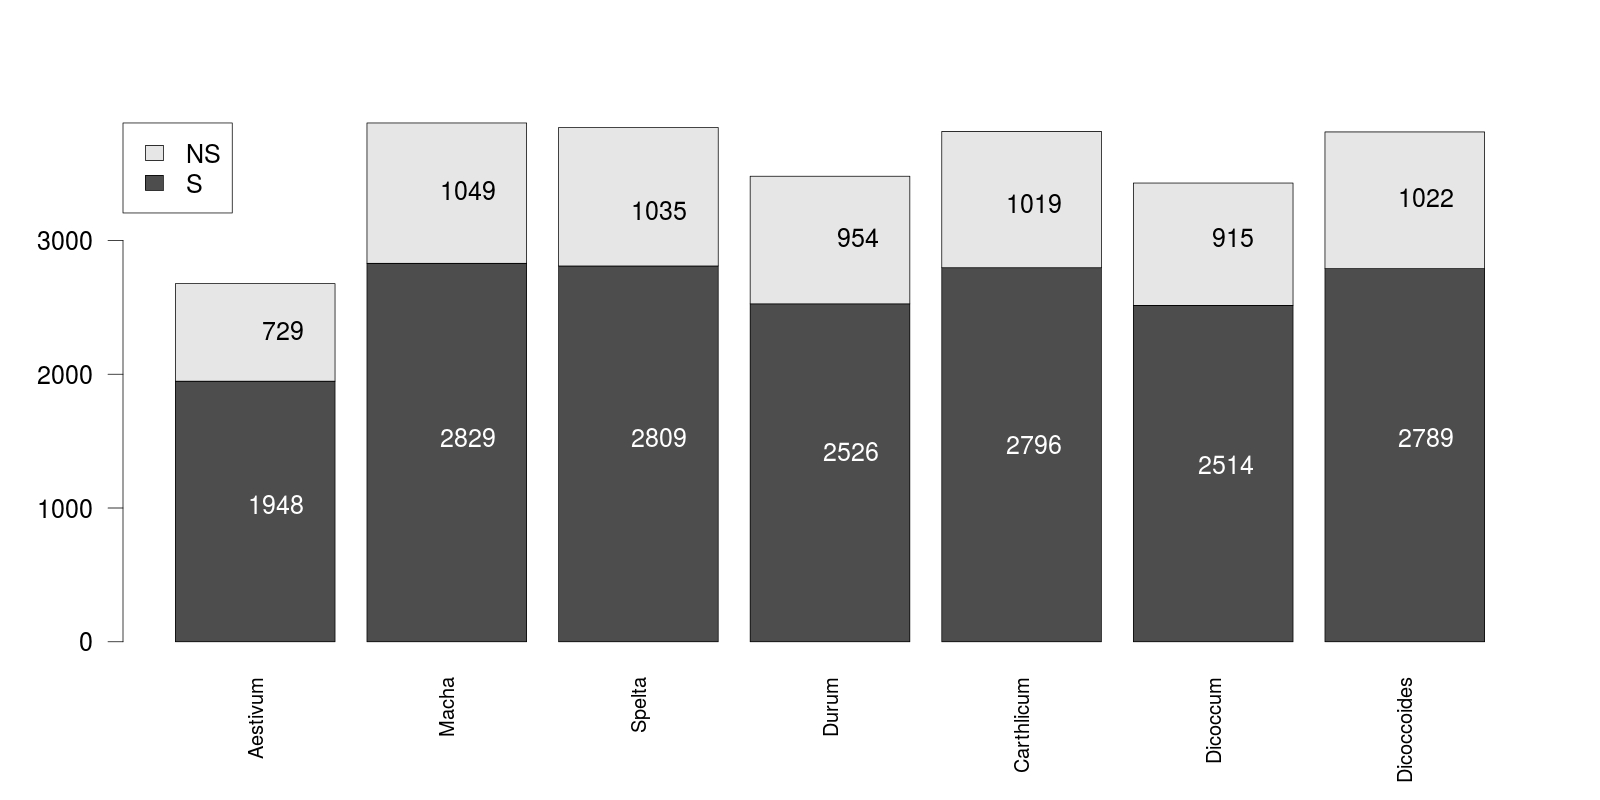 NS
S
3000
2000
1000
0
729
1049
1035
954
1019
915
1022
1948
2829
2809
2526
2796
2514
2789
Aestivum
Macha
Spelta
Durum
Carthlicum
Dicoccum
Dicoccoides